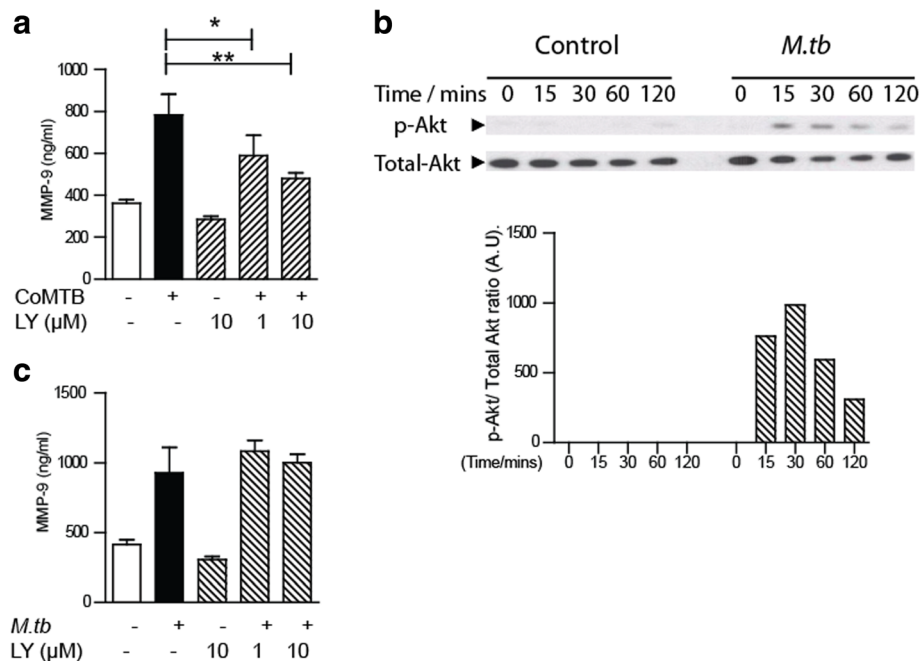 a
*
**
1000
800
600
400
200
0
MMP-9 (ng/ml)
CoMTB - + - + +
LY (μM) - - 10 1 10
b
Control M.tb
Time / mins 0 15 30 60 120 0 15 30 60 120
p-Akt
Total-Akt
1500
1000
500
0
p-Akt/ Total Akt ratio (A.U).
(Time/mins) 0 15 30 60 120 0 15 30 60 120
c
1500
1000
500
0
MMP-9 (ng/ml)
M.tb - + - + +
LY (μM) - - 10 1 10